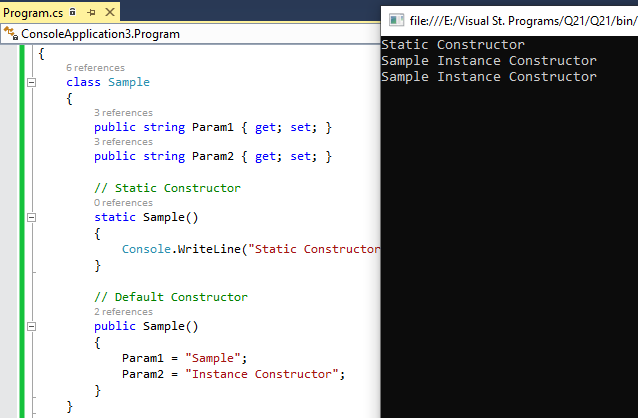 Program.cs
ConsoleApplication3.Program
{
6 references
class Sample
{
3 references
public string Param1 { get; set; }
3 references
public string Param2 { get; set; }
// Static Constructor
0 references
static Sample()
{
Console.WriteLine("Static Constructor
}
// Default Constructor
2 references
public Sample()
{
Param1 = "Sample";
Param2 = "Instance Constructor";
}
}
file:///E:/Visual St. Programs/Q21/Q21/bin/
Static Constructor
Sample Instance Constructor
Sample Instance Constructor